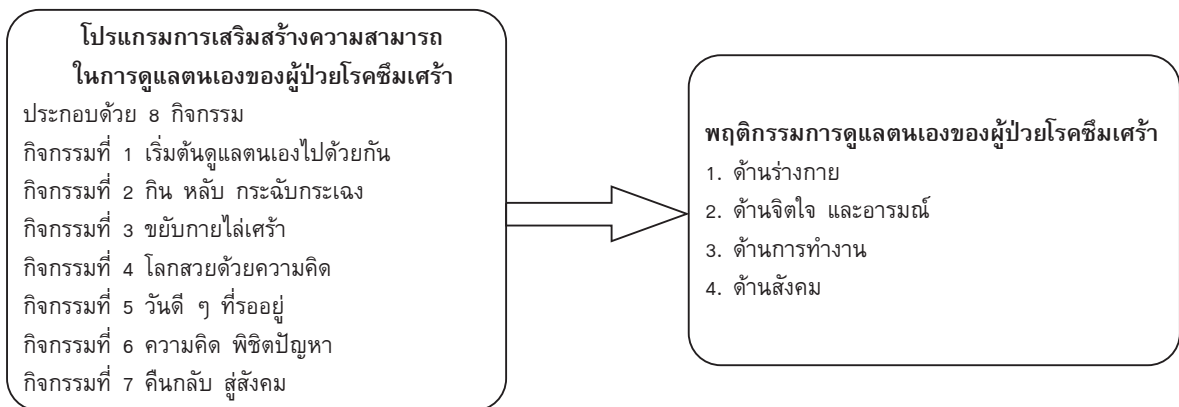 โปรแกรมการเสริมสร้างความสามารถ
ในการดูแลตนเองของผู้ป่วยโรคซึมเศร้า
ประกอบด้วย 8 กิจกรรม
กิจกรรมที่ 1 เริ่มต้นดูแลตนเองไปด้วยกัน
กิจกรรมที่ 2 กิน หลับ กระฉับกระเฉง
กิจกรรมที่ 3 ขยับกายไล่เศร้า
กิจกรรมที่ 4 โลกสวยด้วยความคิด
กิจกรรมที่ 5 วันดี ๆ ที่รออยู่
กิจกรรมที่ 6 ความคิด พิชิตปัญหา
กิจกรรมที่ 7 คืนกลับ สู่สังคม
พฤติกรรมการดูแลตนเองของผู้ป่วยโรคซึมเศร้า
1. ด้านร่างกาย
2. ด้านจิตใจ และอารมณ์
3. ด้านการทำงาน
4. ด้านสังคม